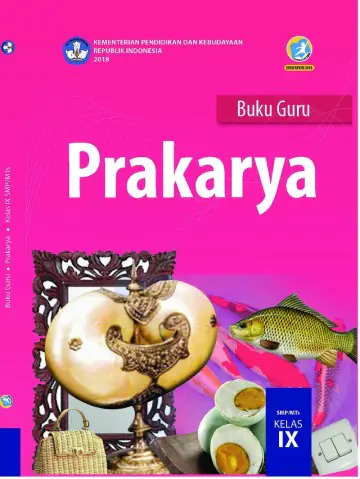 KEMENTERIAN PENDIDIKAN DAN KEBUDAYAAN
REPUBLIK INDONESIA
2018
Buku Guru
Prakarya
Buku Guru • Prakarya • Kelas IX SMP/MTs
SMP/MTs
KELAS
IX